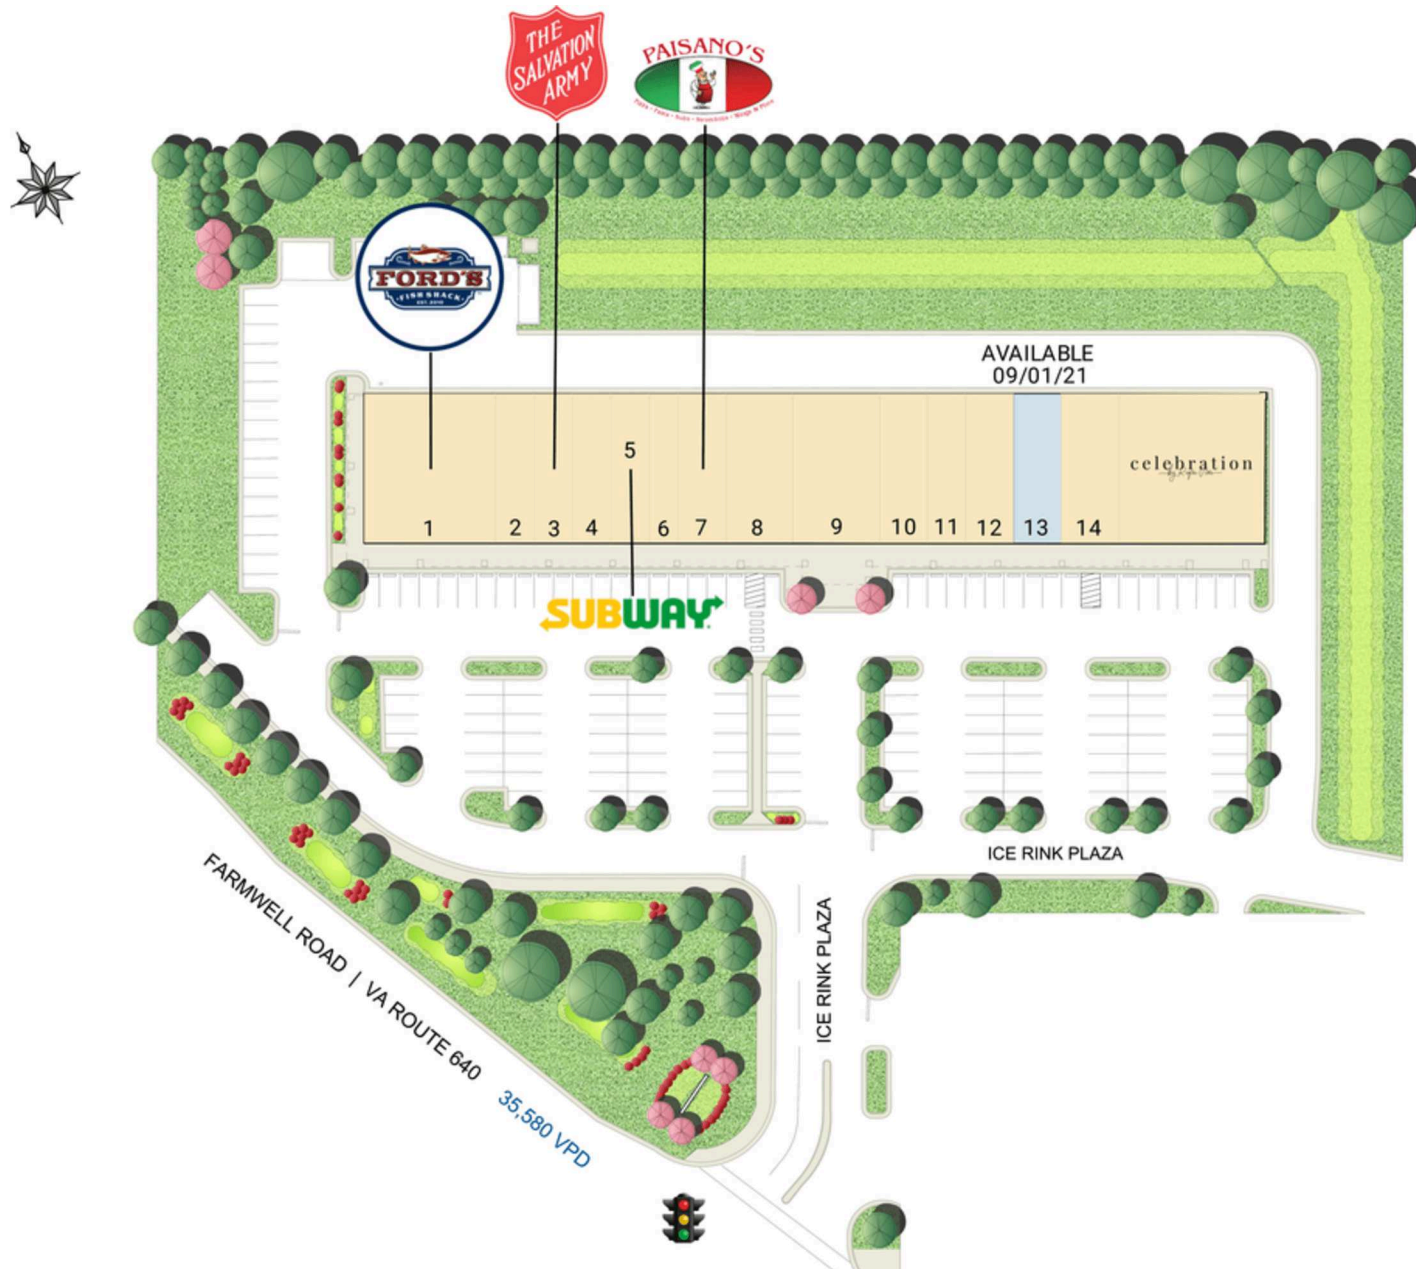 THE
SALVATION
ARMY
PAISANO'S
FORD'S
FISH SHACK
AVAILABLE
09/01/21
5
celebration
1 2 3 4 6 7 8 9 10 11 12 13 14
SUBWAY
ICE RINK PLAZA
FARMWELL ROAD | VA ROUTE 640
ICE RINK PLAZA
35,580 VPD